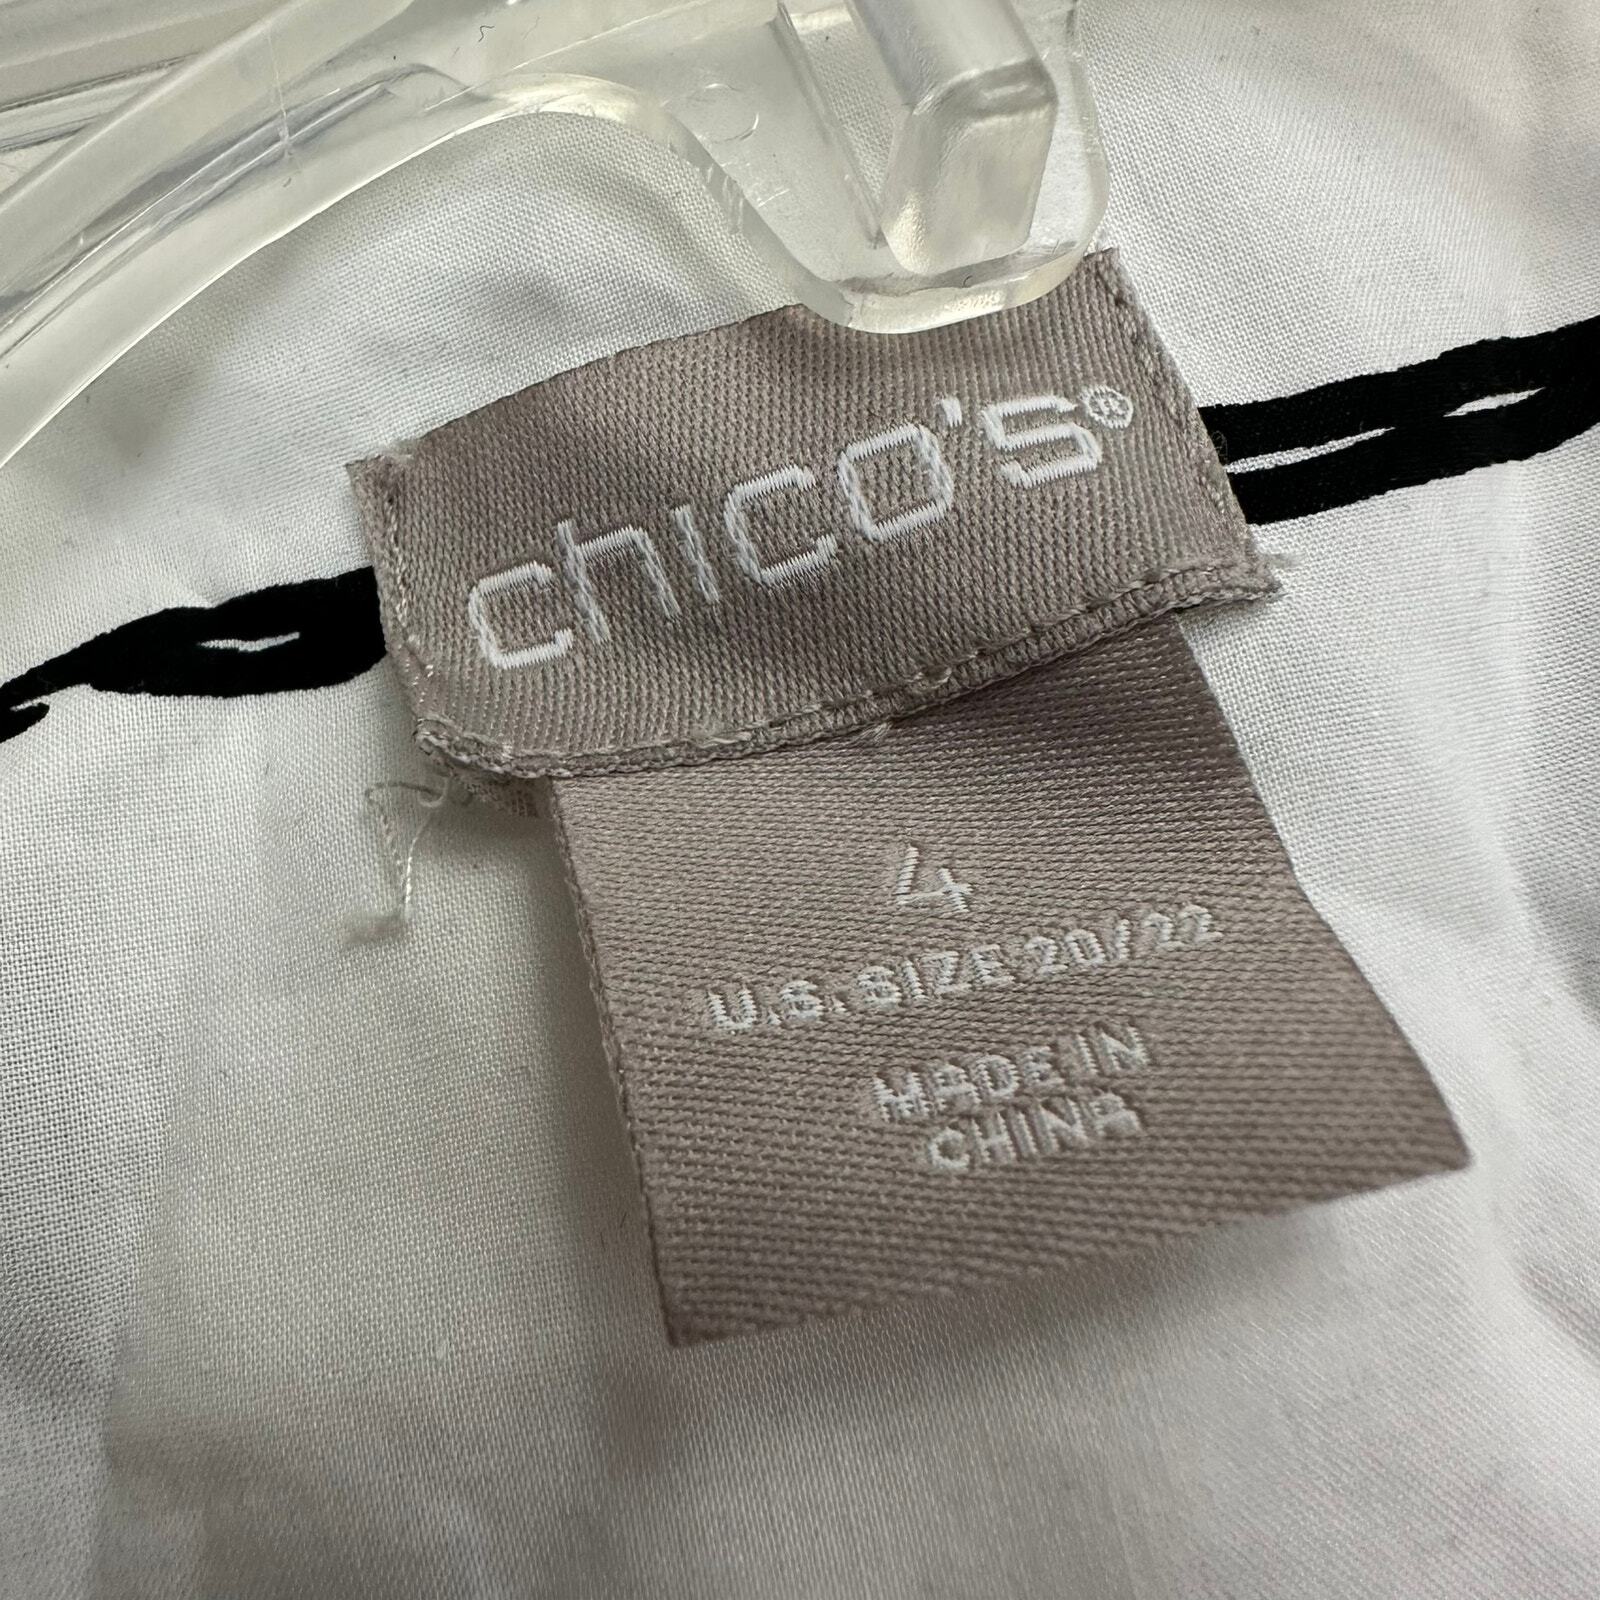 chico's®
4
U.S. SIZE 20/22
MADE IN
CHINA